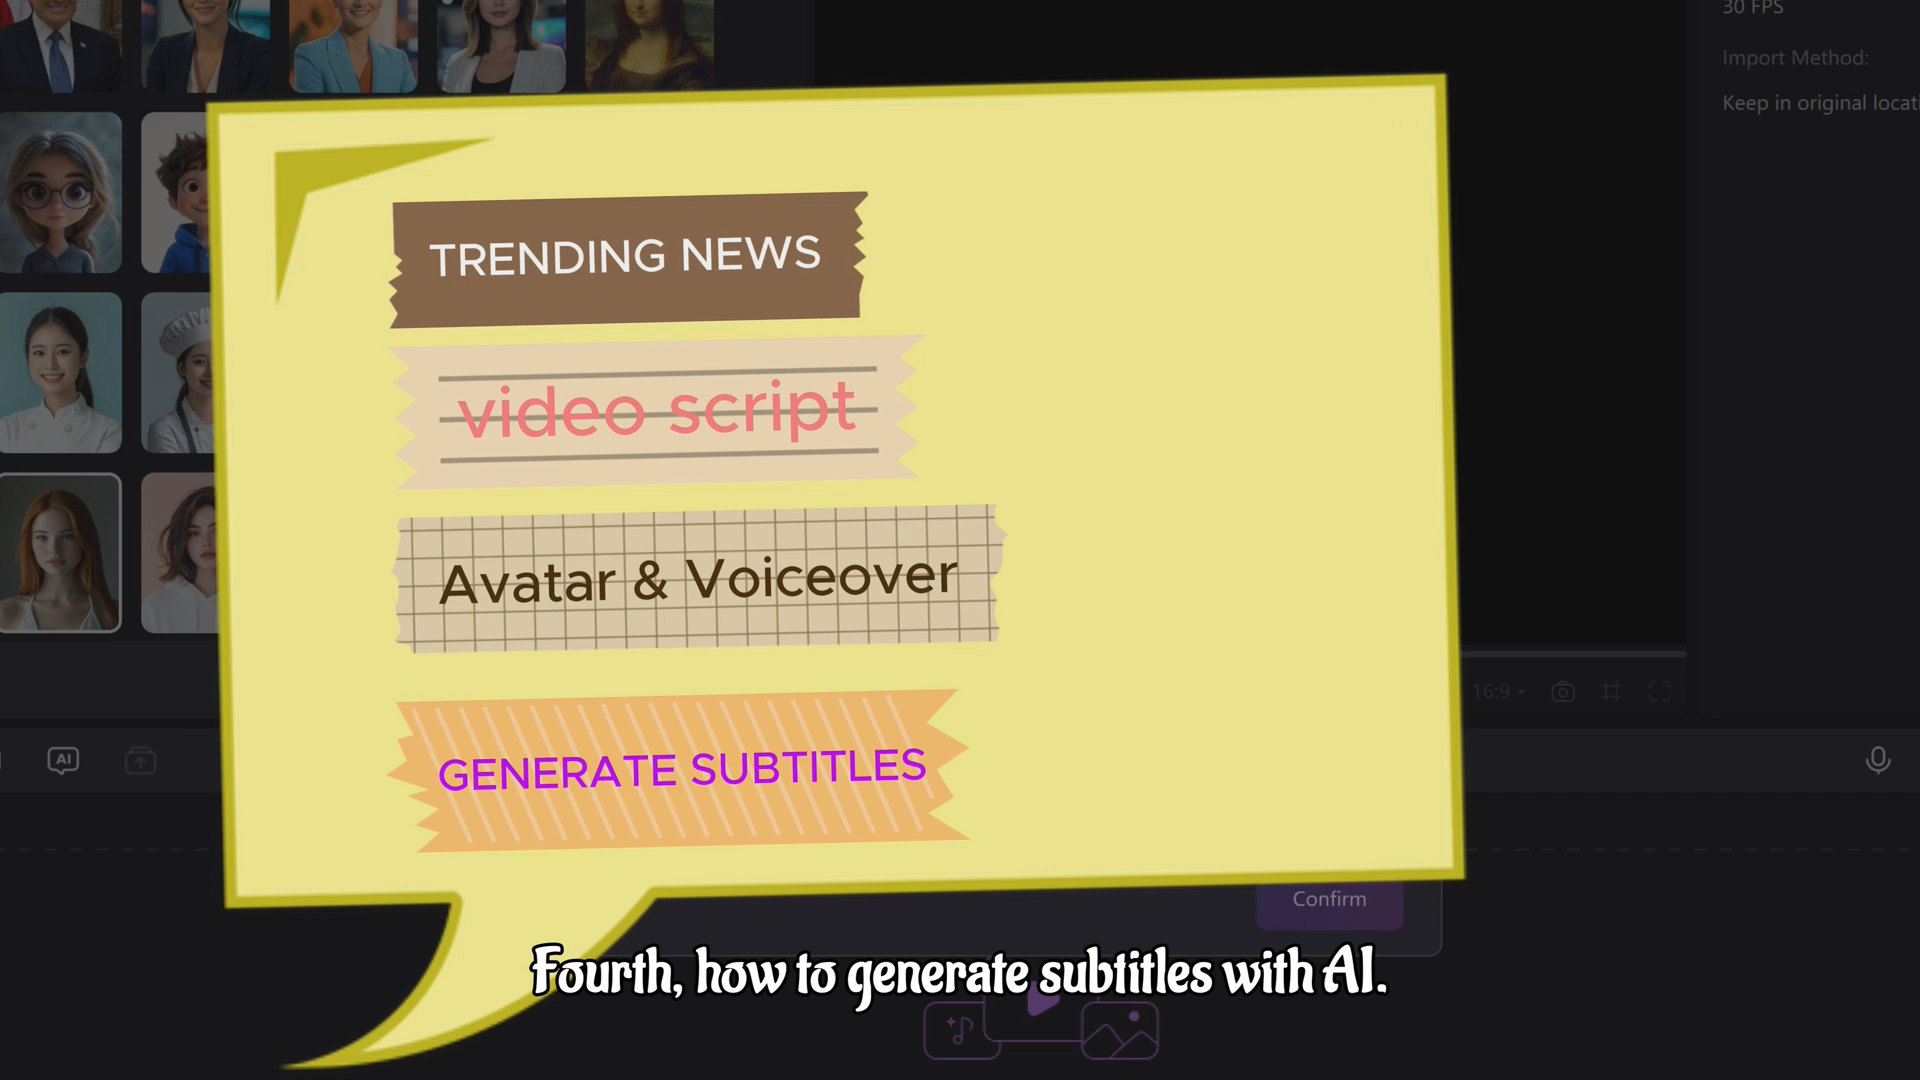 30 FPS
Import Method:
Keep in original locati
TRENDING NEWS
video script
Avatar & Voiceover
GENERATE SUBTITLES
16:9
AI
Confirm
Fourth, how to generate subtitles with AI.